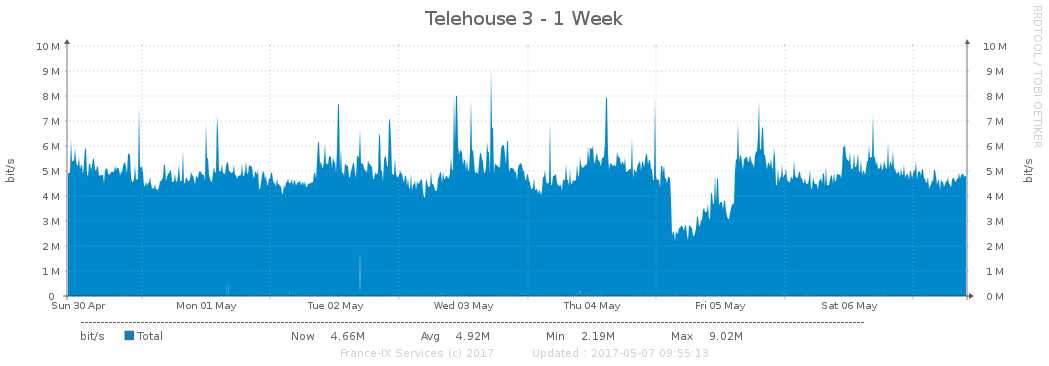 Telehouse 3 - 1 Week
RRDTOOL / TOBI OETIKER
bit/s
10 M 10 M
9 M 9 M
8 M 8 M
7 M 7 M
6 M 6 M
5 M 5 M
4 M 4 M
3 M 3 M
2 M 2 M
1 M 1 M
0 0 M
bit/s
Sun 30 Apr Mon 01 May Tue 02 May Wed 03 May Thu 04 May Fri 05 May Sat 06 May
bit/s Total Now 4.66M Avg 4.92M Min 2.19M Max 9.02M
France-IX Services (c) 2017 Updated : 2017-05-07 09:55:13